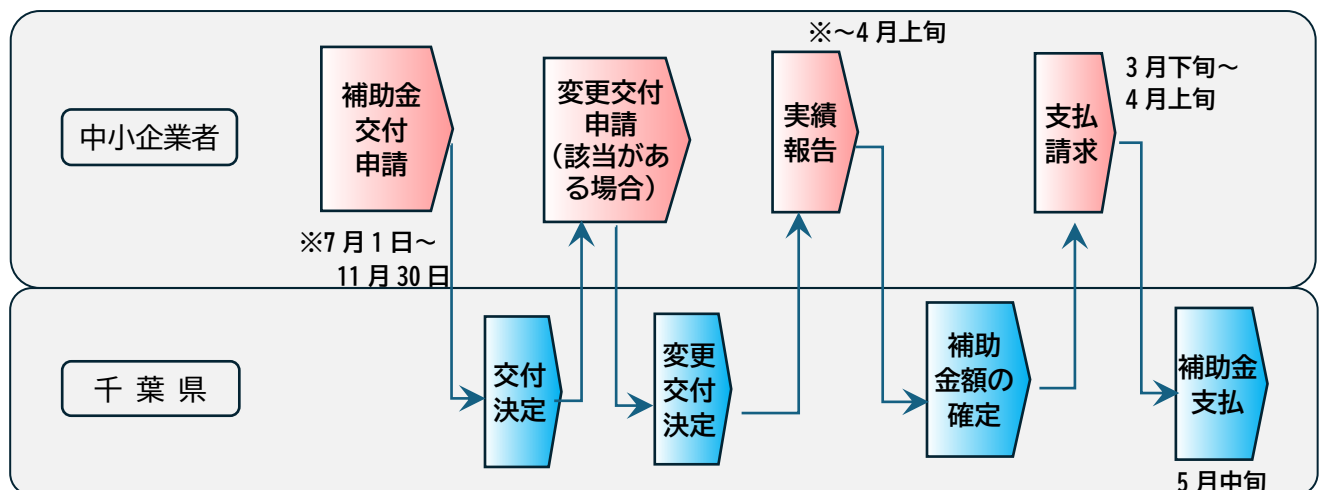 中小企業者
補助金
交付
申請
※7月1日～
11月30日
変更交付
申請
（該当があ
る場合）
※～4月上旬
実績
報告
支払
請求
3月下旬～
4月上旬
千葉県
交付
決定
変更
交付
決定
補助
金額の
確定
補助金
支払
5月中旬